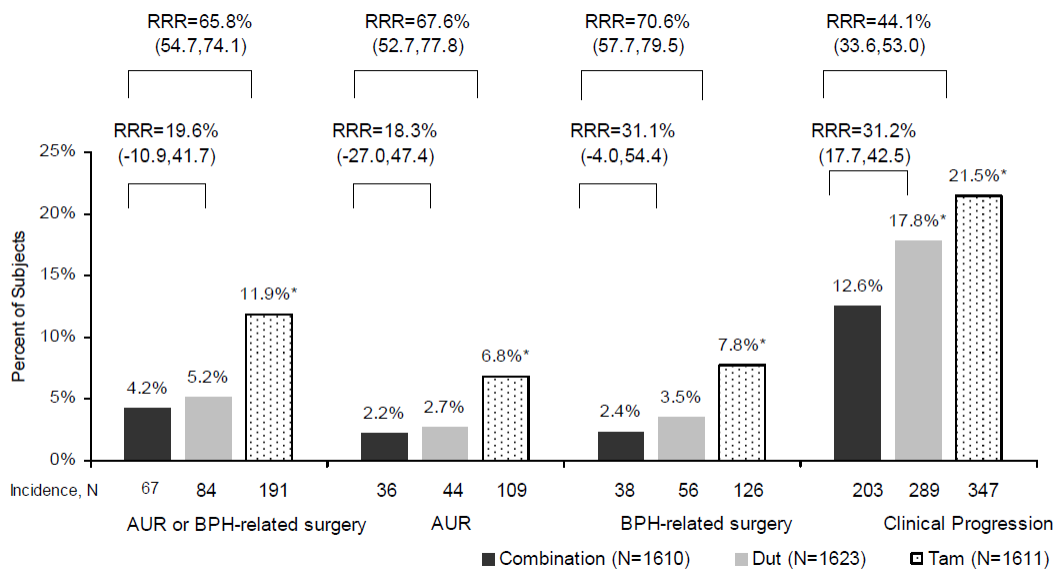 RRR=65.8% RRR=67.6% RRR=70.6% RRR=44.1%
(54.7,74.1) (52.7,77.8) (57.7,79.5) (33.6,53.0)
RRR=19.6% RRR=18.3% RRR=31.1% RRR=31.2%
(-10.9,41.7) (-27.0,47.4) (-4.0,54.4) (17.7,42.5)
25%
20%
15%
10%
5%
0%
Percent of Subjects
4.2% 5.2% 11.9%* 2.2% 2.7% 6.8%* 2.4% 3.5% 7.8%* 12.6% 17.8%* 21.5%*
Incidence, N 67 84 191 36 44 109 38 56 126 203 289 347
AUR or BPH-related surgery AUR BPH-related surgery Clinical Progression
Combination (N=1610) Dut (N=1623) Tam (N=1611)